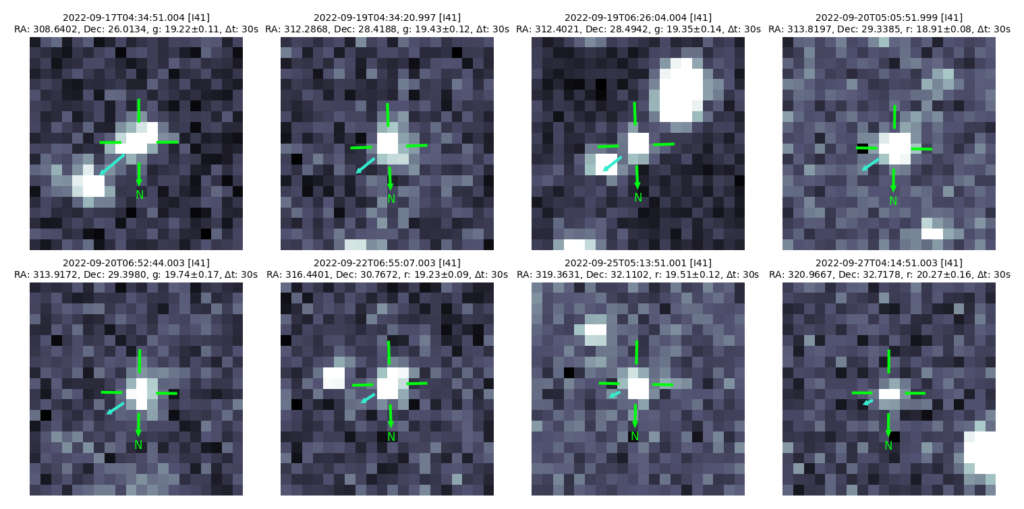 2022-09-17T04:34:51.004 [I41]
RA: 308.6402, Dec: 26.0134, g: 19.22±0.11, Δt: 30s
2022-09-19T04:34:20.997 [I41]
RA: 312.2868, Dec: 28.4188, g: 19.43±0.12, Δt: 30s
2022-09-19T06:26:04.004 [I41]
RA: 312.4021, Dec: 28.4942, g: 19.35±0.14, Δt: 30s
2022-09-20T05:05:51.999 [I41]
RA: 313.8197, Dec: 29.3385, r: 18.91±0.08, Δt: 30s
N
N
N
N
2022-09-20T06:52:44.003 [I41]
RA: 313.9172, Dec: 29.3980, g: 19.74±0.17, Δt: 30s
2022-09-22T06:55:07.003 [I41]
RA: 316.4401, Dec: 30.7672, r: 19.23±0.09, Δt: 30s
2022-09-25T05:13:51.001 [I41]
RA: 319.3631, Dec: 32.1102, r: 19.51±0.12, Δt: 30s
2022-09-27T04:14:51.003 [I41]
RA: 320.9667, Dec: 32.7178, r: 20.27±0.16, Δt: 30s
N
N
N
N